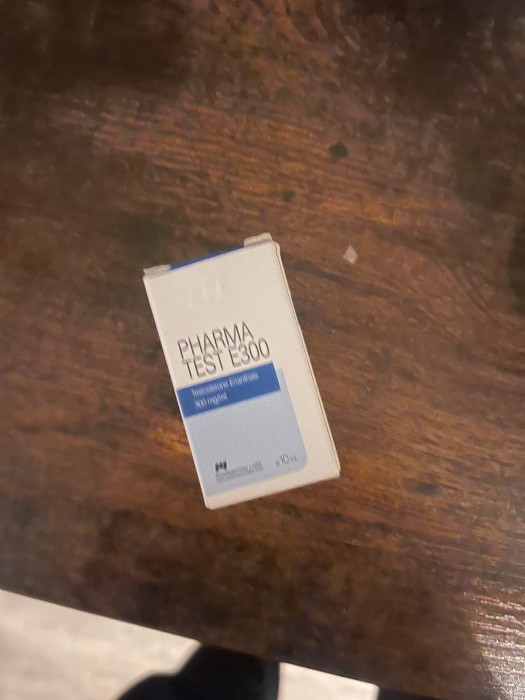 PHARMA
TEST E300
Testosterone Enanthate
300 mg/ml
10 mL